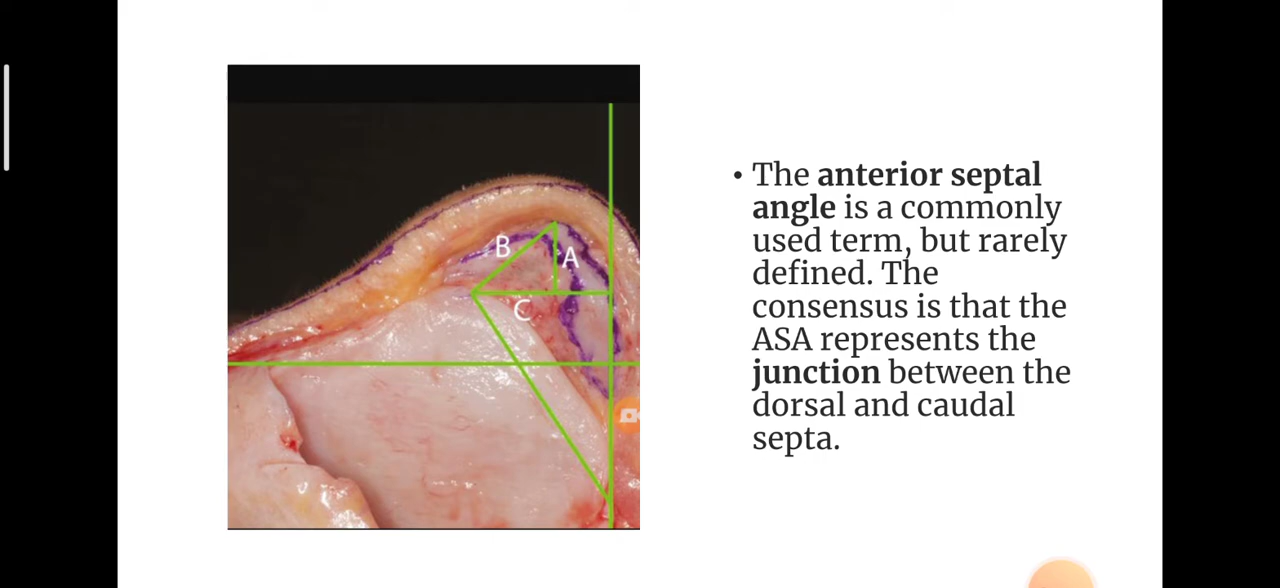 B
A
C
• The anterior septal
angle is a commonly
used term, but rarely
defined. The
consensus is that the
ASA represents the
junction between the
dorsal and caudal
septa.